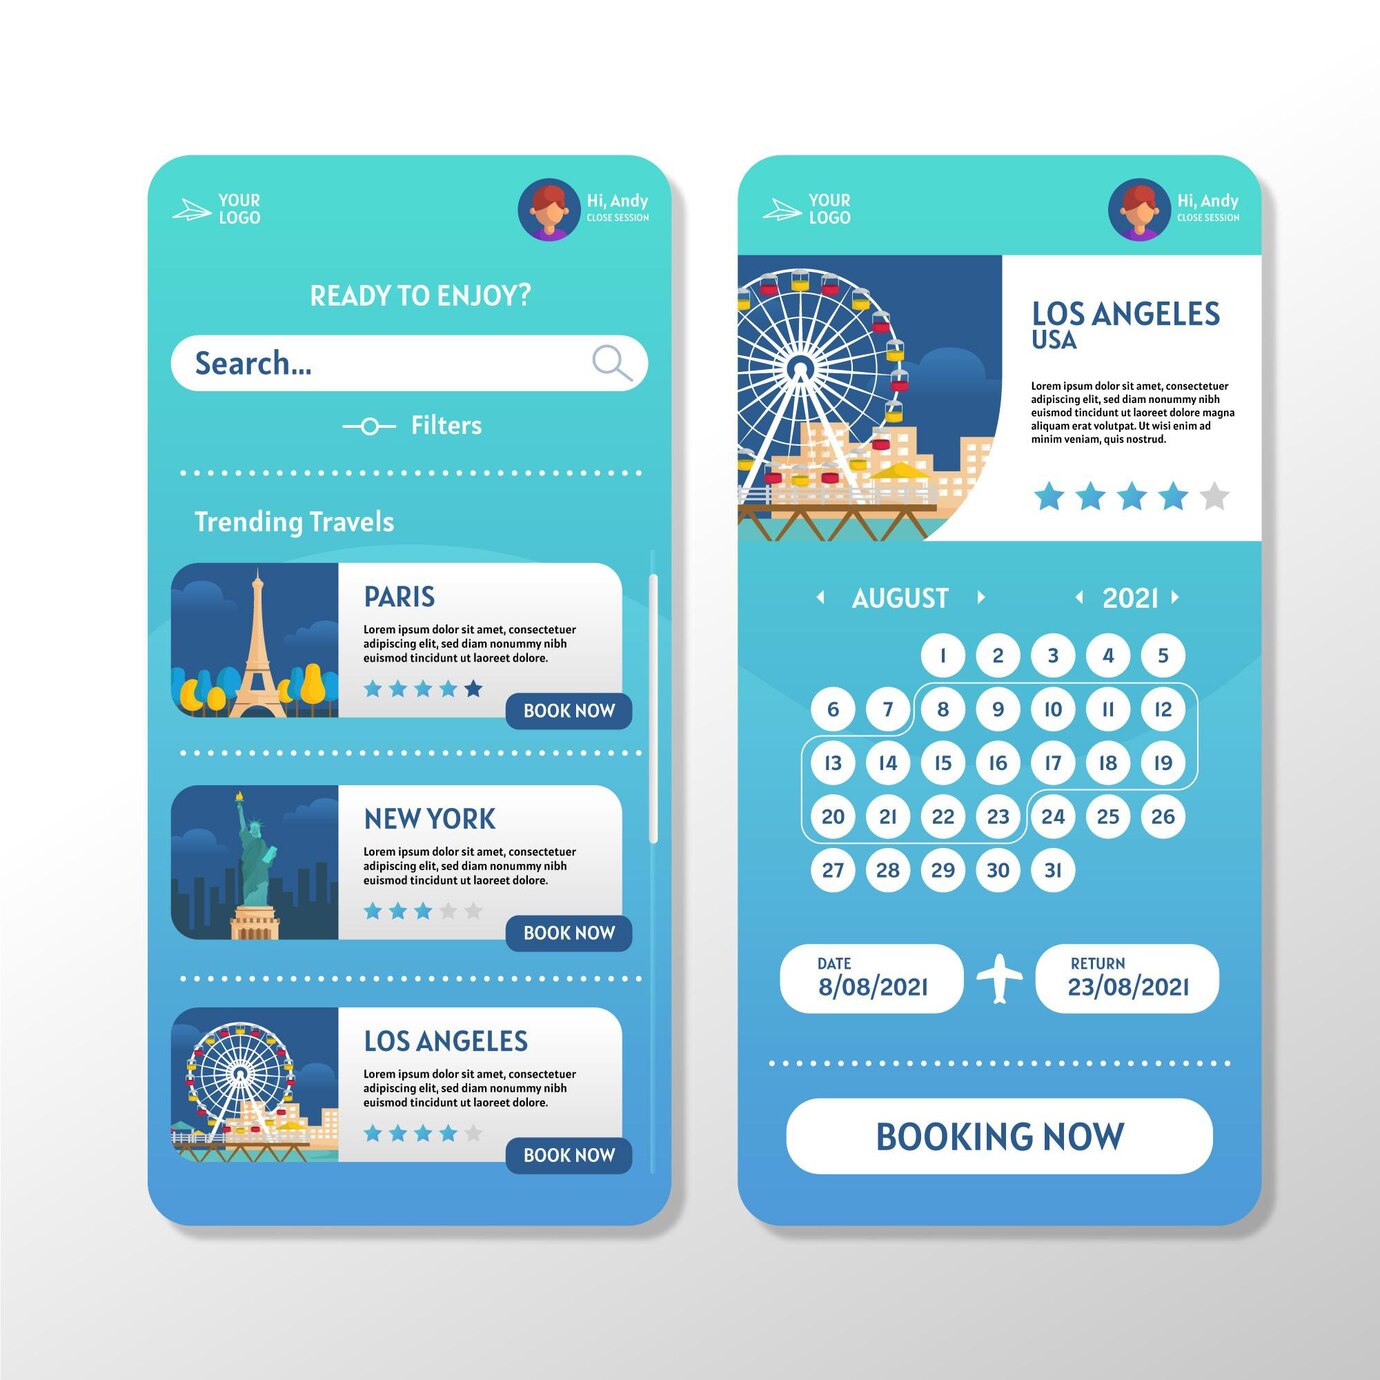 YOUR
LOGO
Hi, Andy
CLOSE SESSION
READY TO ENJOY?
Search...
Filters
Trending Travels
PARIS
Lorem ipsum dolor sit amet, consectetuer
adipiscing elit, sed diam nonummy nibh
euismod tincidunt ut laoreet dolore.
BOOK NOW
NEW YORK
Lorem ipsum dolor sit amet, consectetuer
adipiscing elit, sed diam nonummy nibh
euismod tincidunt ut laoreet dolore.
BOOK NOW
LOS ANGELES
Lorem ipsum dolor sit amet, consectetuer
adipiscing elit, sed diam nonummy nibh
euismod tincidunt ut laoreet dolore.
BOOK NOW
YOUR
LOGO
Hi, Andy
CLOSE SESSION
LOS ANGELES
USA
Lorem ipsum dolor sit amet, consectetuer
adipiscing elit, sed diam nonummy nibh
euismod tincidunt ut laoreet dolore magna
aliquam erat volutpat. Ut wisi enim ad
minim veniam, quis nostrud.
AUGUST 2021
1 2 3 4 5
6 7 8 9 10 11 12
13 14 15 16 17 18 19
20 21 22 23 24 25 26
27 28 29 30 31
DATE
8/08/2021
RETURN
23/08/2021
BOOKING NOW